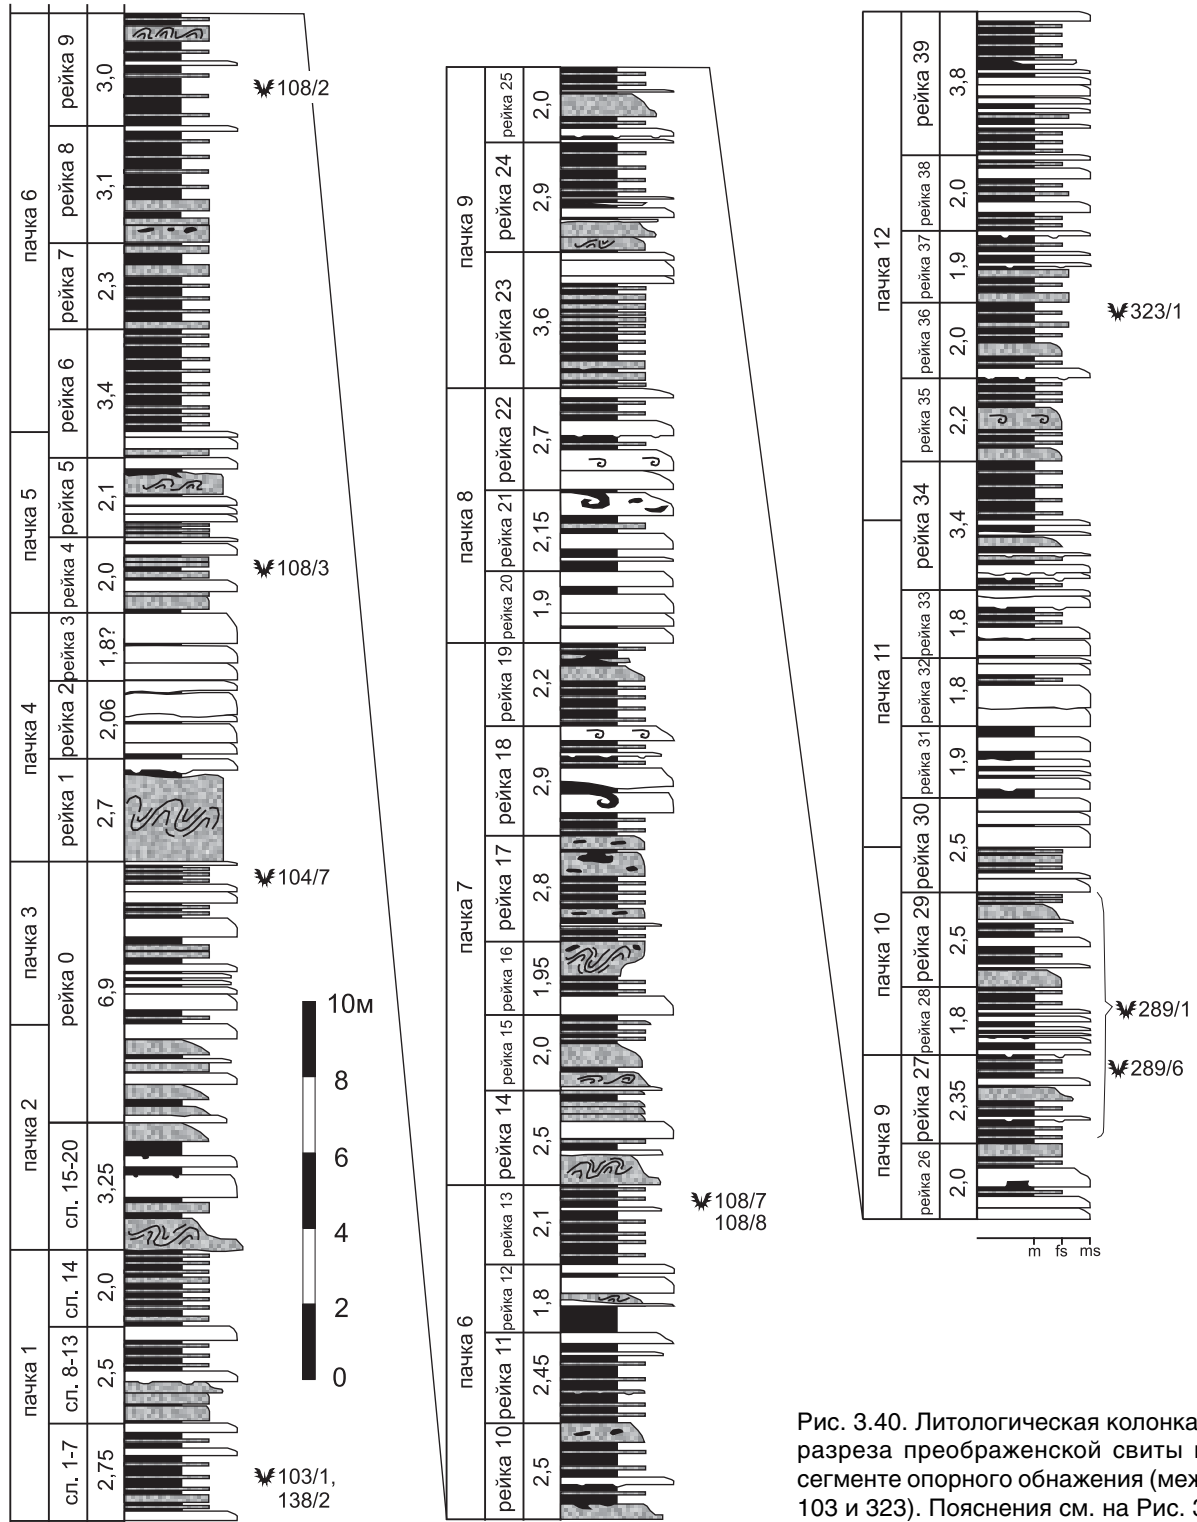 пачка 6
рейка 9
3,0
108/2
рейка 8
3,1
рейка 7
2,3
рейка 6
3,4
пачка 5
рейка 5
2,1
рейка 4
2,0
108/3
пачка 4
рейка 3
1,8?
рейка 2
2,06
рейка 1
2,7
пачка 3
рейка 0
6,9
104/7
пачка 2
сл. 15-20
3,25
пачка 1
сл. 14
2,0
сл. 8-13
2,5
сл. 1-7
2,75
103/1,
138/2
10м
8
6
4
2
0
пачка 9
рейка 25
2,0
рейка 24
2,9
рейка 23
3,6
пачка 8
рейка 22
2,7
рейка 21
2,15
рейка 20
1,9
пачка 7
рейка 19
2,2
рейка 18
2,9
рейка 17
2,8
рейка 16
1,95
рейка 15
2,0
рейка 14
2,5
пачка 6
рейка 13
2,1
108/7
108/8
рейка 12
1,8
рейка 11
2,45
рейка 10
2,5
пачка 12
рейка 39
3,8
рейка 38
2,0
рейка 37
1,9
рейка 36
2,0
323/1
рейка 35
2,2
рейка 34
3,4
пачка 11
рейка 33
1,8
рейка 32
1,8
рейка 31
1,9
рейка 30
2,5
пачка 10
рейка 29
2,5
рейка 28
1,8
289/1
пачка 9
рейка 27
2,35
289/6
рейка 26
2,0
m fs ms
Рис. 3.40. Литологическая колонка
разреза преображенской свиты
сегменте опорного обнажения
103 и 323). Пояснения см. на Рис.